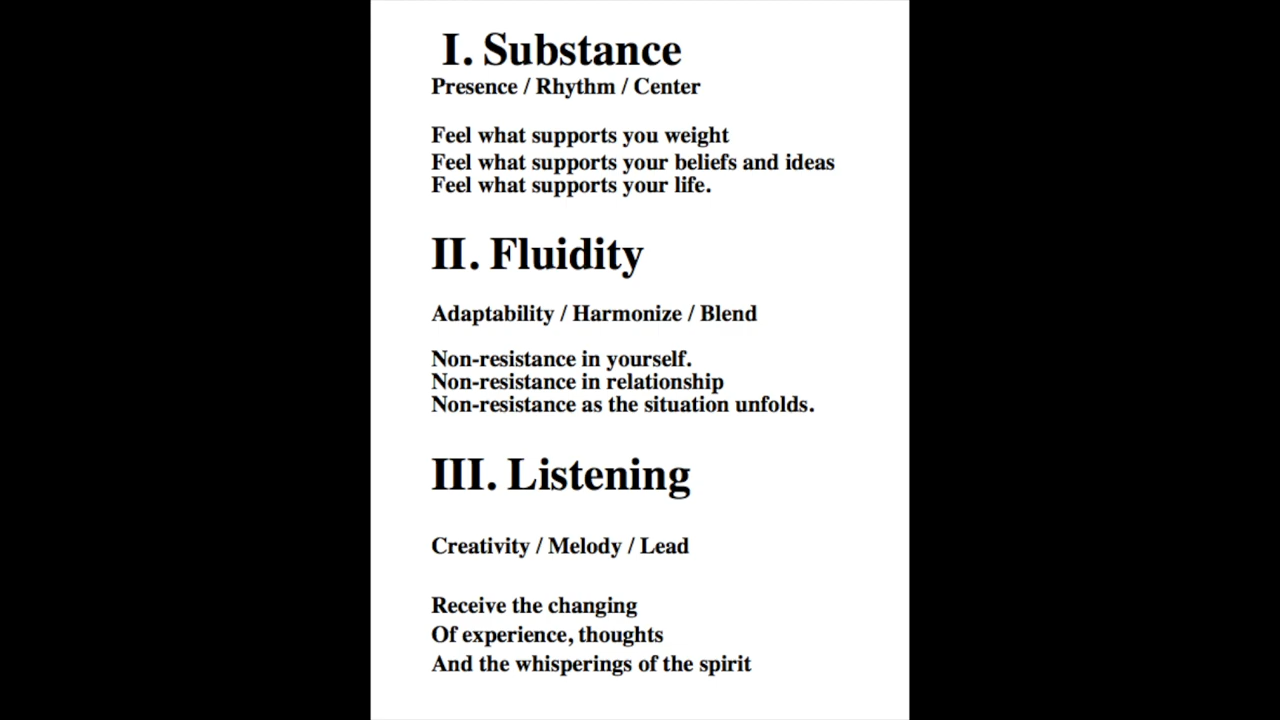 I. Substance
Presence / Rhythm / Center
Feel what supports you weight
Feel what supports your beliefs and ideas
Feel what supports your life.
II. Fluidity
Adaptability / Harmonize / Blend
Non-resistance in yourself.
Non-resistance in relationship
Non-resistance as the situation unfolds.
III. Listening
Creativity / Melody / Lead
Receive the changing
Of experience, thoughts
And the whisperings of the spirit